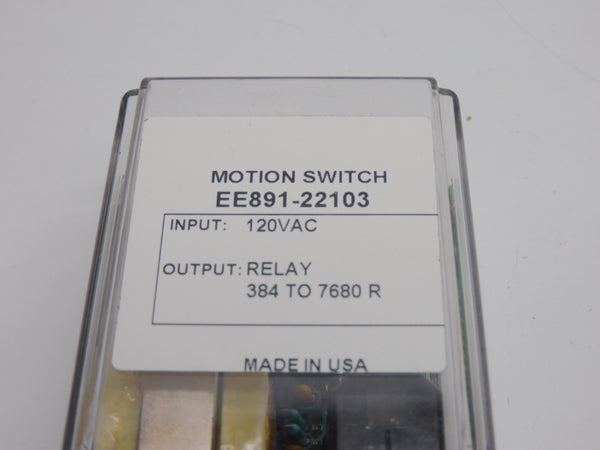 MOTION SWITCH
EE891-22103
INPUT: 120VAC
OUTPUT: RELAY
384 TO 7680 R
MADE IN USA